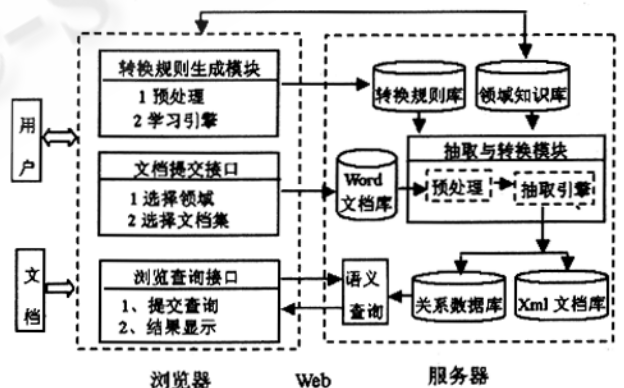 用户
文档
转换规则生成模块
1 预处理
2 学习引擎
文档提交接口
1 选择领域
2 选择文档集
浏览查询接口
1、提交查询
2、结果显示
浏览器
Web
转换规则库
领域知识库
抽取与转换模块
预处理
抽取引擎
Word
文档库
语义
查询
关系数据库
Xml 文档库
服务器